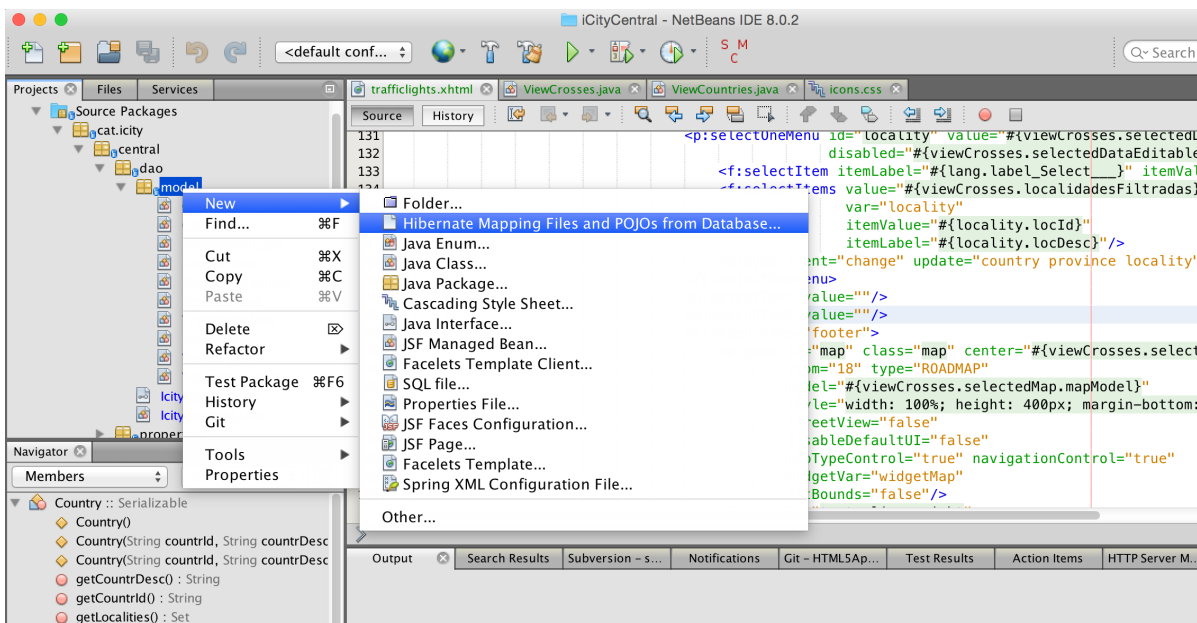 iCityCentral - NetBeans IDE 8.0.2
<default conf...
S M
C
Search
Projects Files Services
trafficlights.xhtml ViewCrosses.java ViewCountries.java icons.css
Source Packages
cat.icity
central
dao
model
Source History
131 <p:selectOneMenu id="locality" value="#{viewCrosses.selectedD
132 disabled="#{viewCrosses.selectedDataEditable
133 <f:selectItem itemLabel="#{lang.label_Select___}" itemVal
134 <f:selectItems value="#{viewCrosses.localidadesFiltradas}
var="locality"
itemValue="#{locality.locId}"
itemLabel="#{locality.locDesc}"/>
nt="change" update="country province locality"
enu>
value=""/>
value=""/>
"footer">
"map" class="map" center="#{viewCrosses.select
om="18" type="ROADMAP"
del="#{viewCrosses.selectedMap.mapModel}"
yle="width: 100%; height: 400px; margin-bottom:
reetView="false"
sableDefaultUI="false"
pTypeControl="true" navigationControl="true"
dgetVar="widgetMap"
tBounds="false"/>
New
Find... ⌘F
Cut ⌘X
Copy ⌘C
Paste ⌘V
Delete ⌦
Refactor
Test Package ⌘F6
History
Git
Tools
Properties
Folder...
Hibernate Mapping Files and POJOs from Database...
Java Enum...
Java Class...
Java Package...
Cascading Style Sheet...
Java Interface...
JSF Managed Bean...
Facelets Template Client...
SQL file...
Properties File...
JSF Faces Configuration...
JSF Page...
Facelets Template...
Spring XML Configuration File...
Other...
Icity
Icity
proper
Navigator
Members
Country :: Serializable
Country()
Country(String countrId, String countrDesc
Country(String countrId, String countrDesc
getCountrDesc() : String
getCountrId() : String
getLocalities() : Set
Output Search Results Subversion – s... Notifications Git – HTML5Ap... Test Results Action Items HTTP Server M...